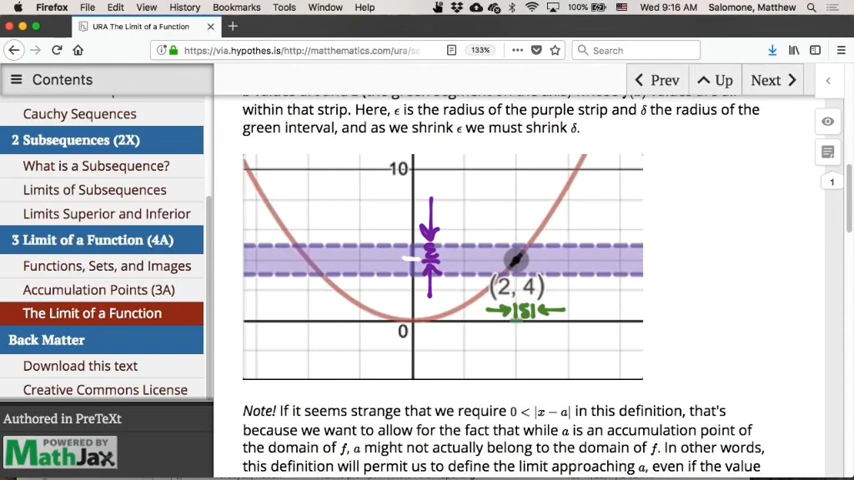 Firefox File Edit View History Bookmarks Tools Window Help 100% Wed 9:16 AM Salomone, Matthew
URA The Limit of a Function
https://via.hypothes.is/http://matthematics.com/ura/se 133% Search
Contents Prev Up Next
Cauchy Sequences
2 Subsequences (2X)
What is a Subsequence?
Limits of Subsequences
Limits Superior and Inferior
3 Limit of a Function (4A)
Functions, Sets, and Images
Accumulation Points (3A)
The Limit of a Function
Back Matter
Download this text
Creative Commons License
Authored in PreTeXt
POWERED BY
MathJax
within that strip. Here, ϵ is the radius of the purple strip and δ the radius of the
green interval, and as we shrink ϵ we must shrink δ.
10
(2, 4)
0
1
Note! If it seems strange that we require 0 < |x − a| in this definition, that's
because we want to allow for the fact that while a is an accumulation point of
the domain of f, a might not actually belong to the domain of f. In other words,
this definition will permit us to define the limit approaching a, even if the value